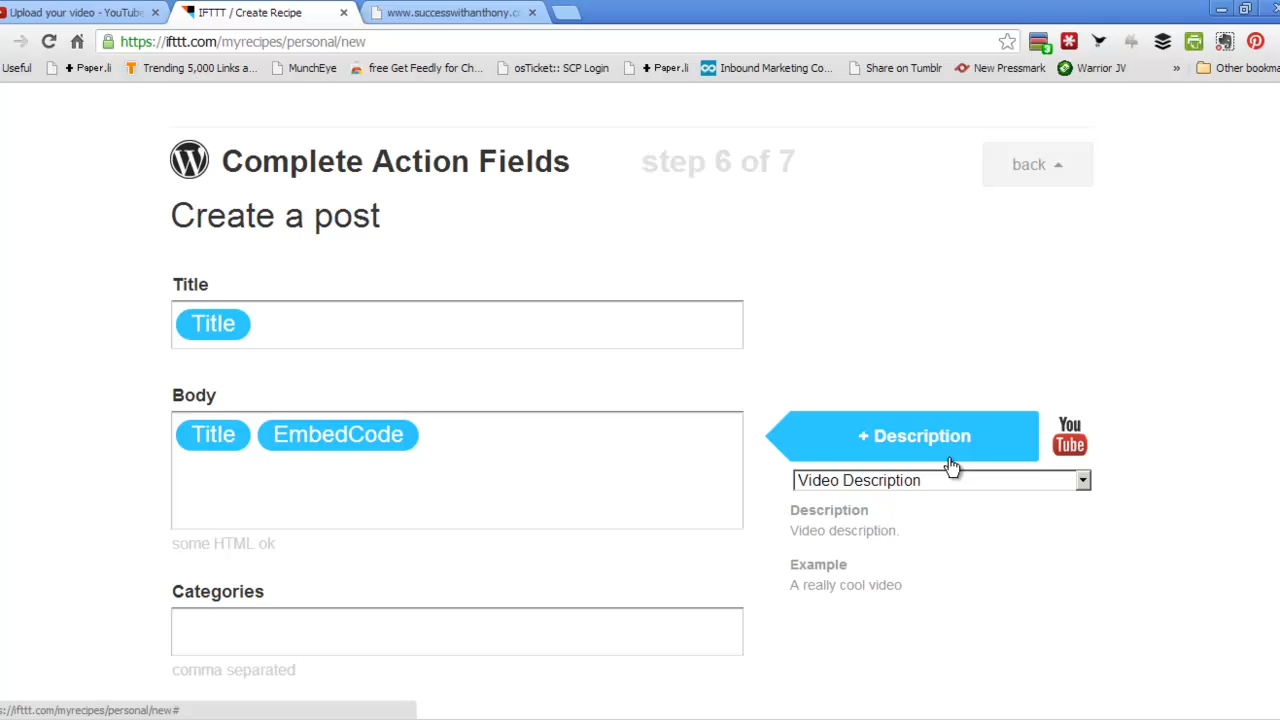 Upload your video - YouTube
IFTTT / Create Recipe
www.successwithanthony.c
https://ifttt.com/myrecipes/personal/new
3
Useful
+ Paper.li
Trending 5,000 Links a...
MunchEye
free Get Feedly for Ch...
osTicket:: SCP Login
+ Paper.li
Inbound Marketing Co...
Share on Tumblr
New Pressmark
Warrior JV
»
Other bookma
Complete Action Fields
step 6 of 7
back
Create a post
Title
Title
Body
Title EmbedCode
+ Description
You
Tube
Video Description
Description
Video description.
some HTML ok
Example
A really cool video
Categories
comma separated
s://ifttt.com/myrecipes/personal/new#